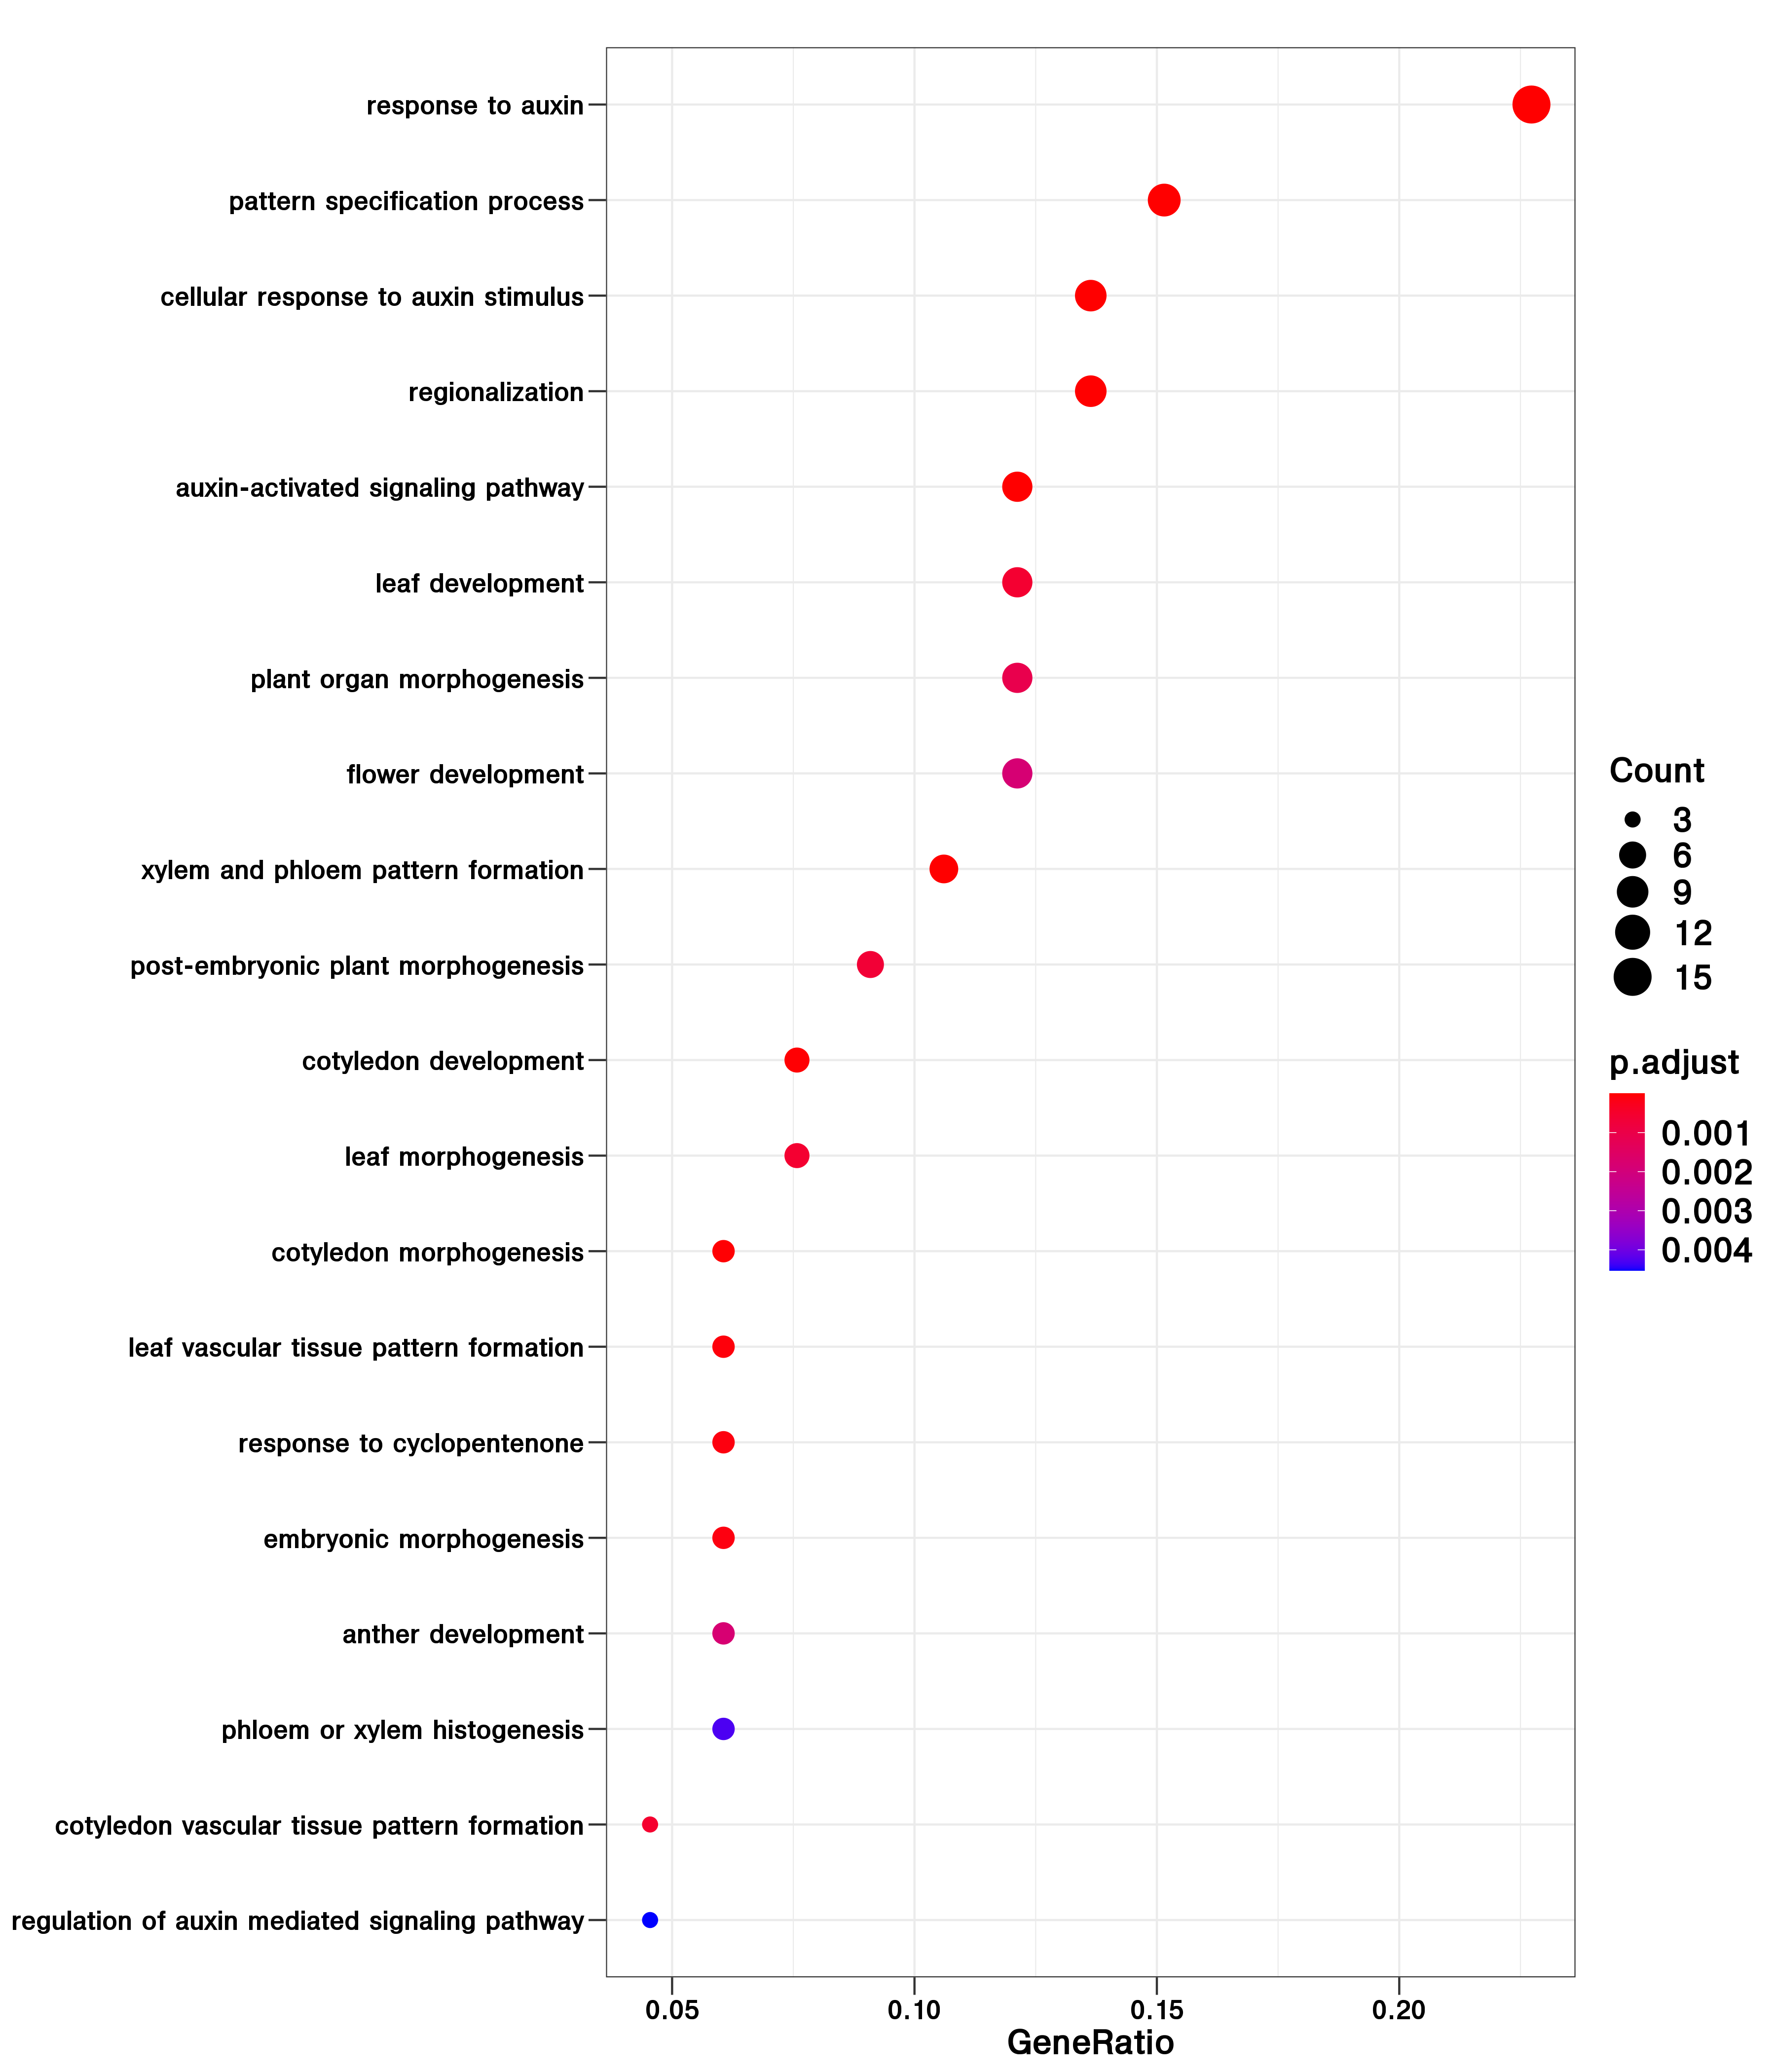 response to auxin
pattern specification process
cellular response to auxin stimulus
regionalization
auxin-activated signaling pathway
leaf development
plant organ morphogenesis
flower development
xylem and phloem pattern formation
post-embryonic plant morphogenesis
cotyledon development
leaf morphogenesis
cotyledon morphogenesis
leaf vascular tissue pattern formation
response to cyclopentenone
embryonic morphogenesis
anther development
phloem or xylem histogenesis
cotyledon vascular tissue pattern formation
regulation of auxin mediated signaling pathway
0.05 0.10 0.15 0.20
GeneRatio
Count
3
6
9
12
15
p.adjust
0.001
0.002
0.003
0.004